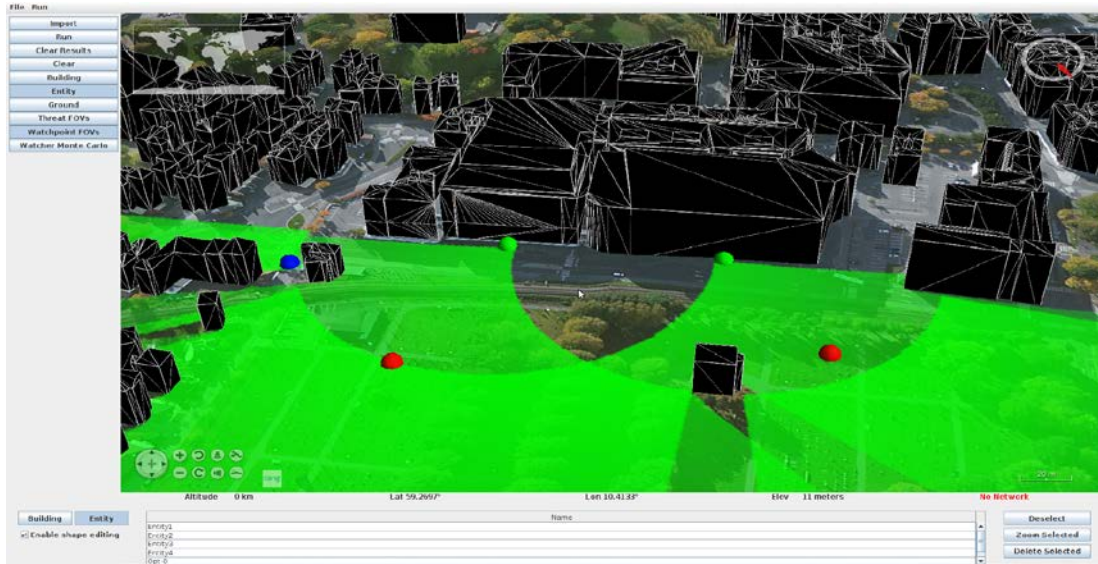 File Run
Import
Run
Clear Results
Clear
Building
Entity
Ground
Threat FOVs
Watchpoint FOVs
Watcher Monte Carlo
Altitude 0 km Lat 59.2697° Lon 10.4133° Elev 11 meters No Network
Building Entity
Enable shape editing
Name
Entity1
Entity2
Entity3
Entity4
Opt 0
Deselect
Zoom Selected
Delete Selected